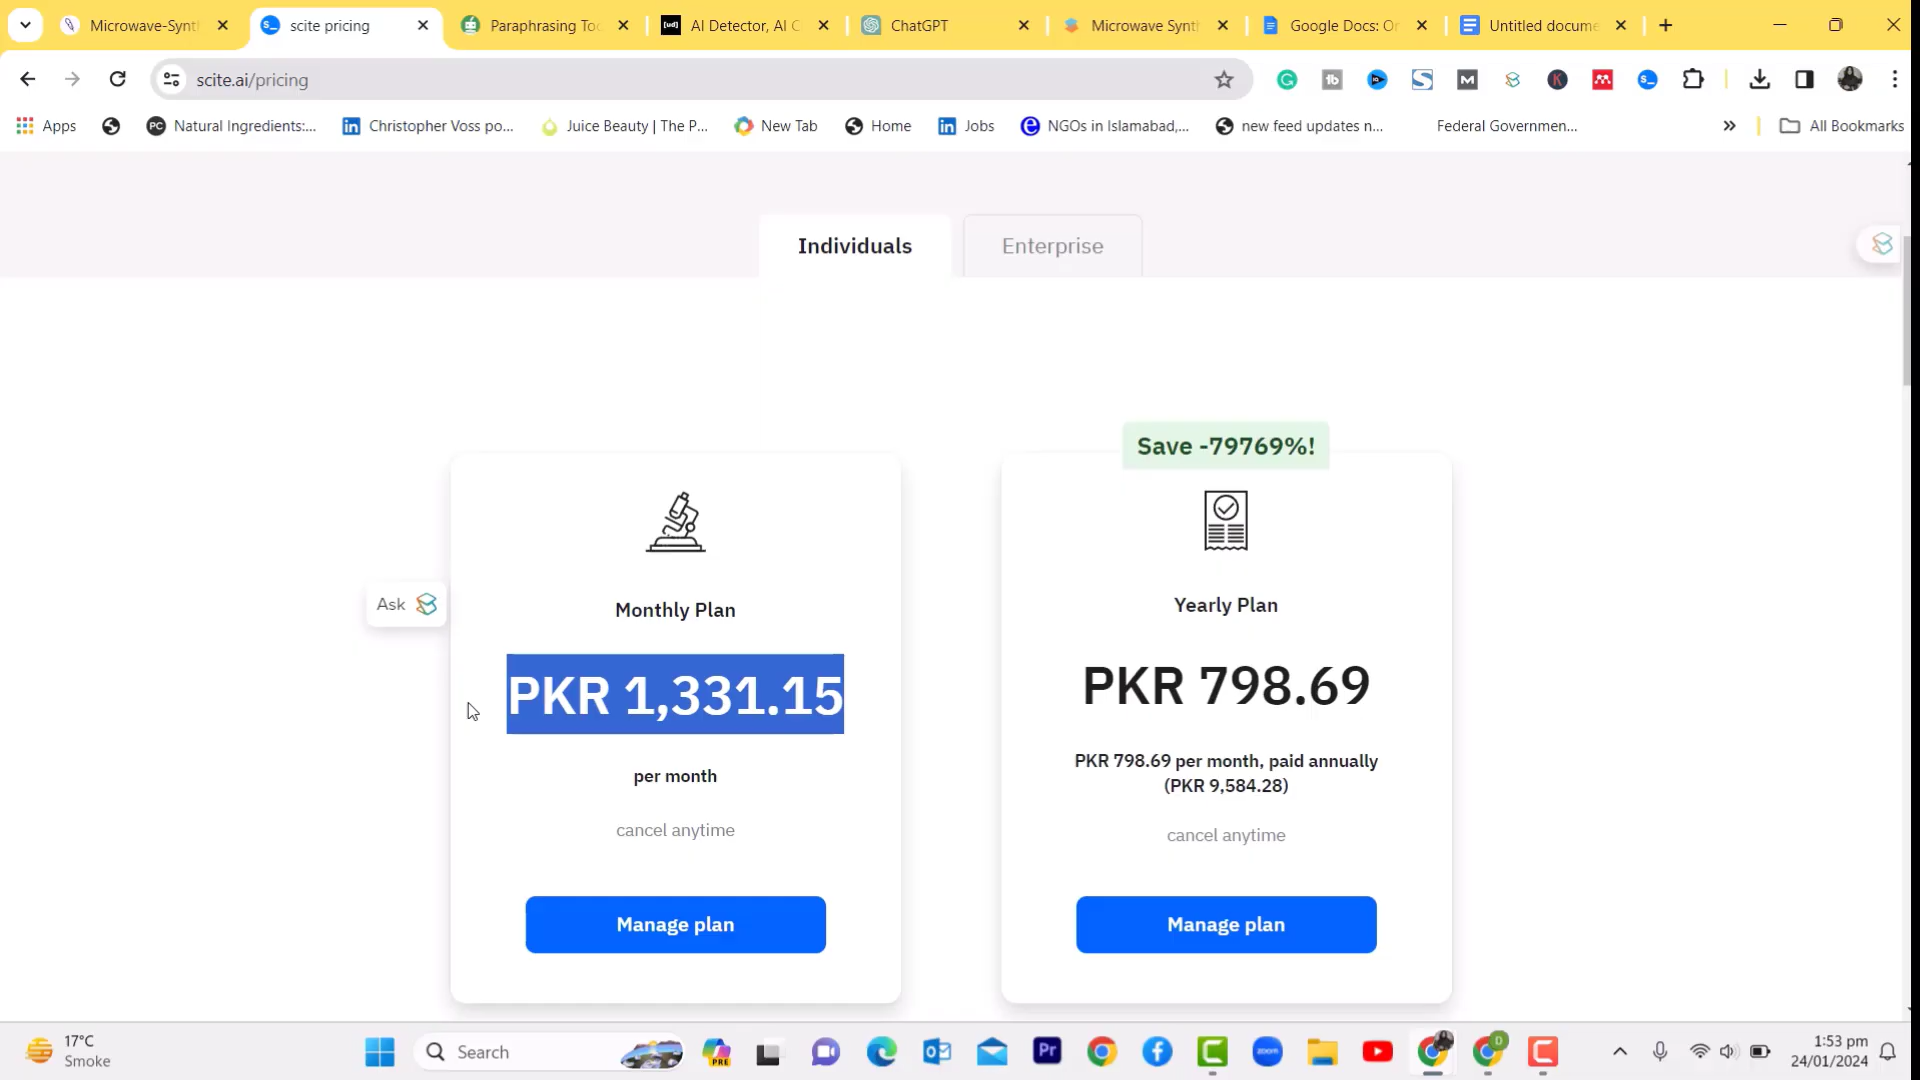 Microwave-Synt
scite pricing
Paraphrasing Too
AI Detector, AI C
ChatGPT
Microwave Synt
Google Docs: On
Untitled docume
scite.ai/pricing
Apps
Natural Ingredients:...
Christopher Voss po...
Juice Beauty | The P...
New Tab
Home
Jobs
NGOs in Islamabad,...
new feed updates n...
Federal Governmen...
All Bookmarks
Individuals
Enterprise
Save -79769%!
Ask
Monthly Plan
PKR 1,331.15
per month
cancel anytime
Manage plan
Yearly Plan
PKR 798.69
PKR 798.69 per month, paid annually
(PKR 9,584.28)
cancel anytime
Manage plan
17°C
Smoke
Search
1:53 pm
24/01/2024